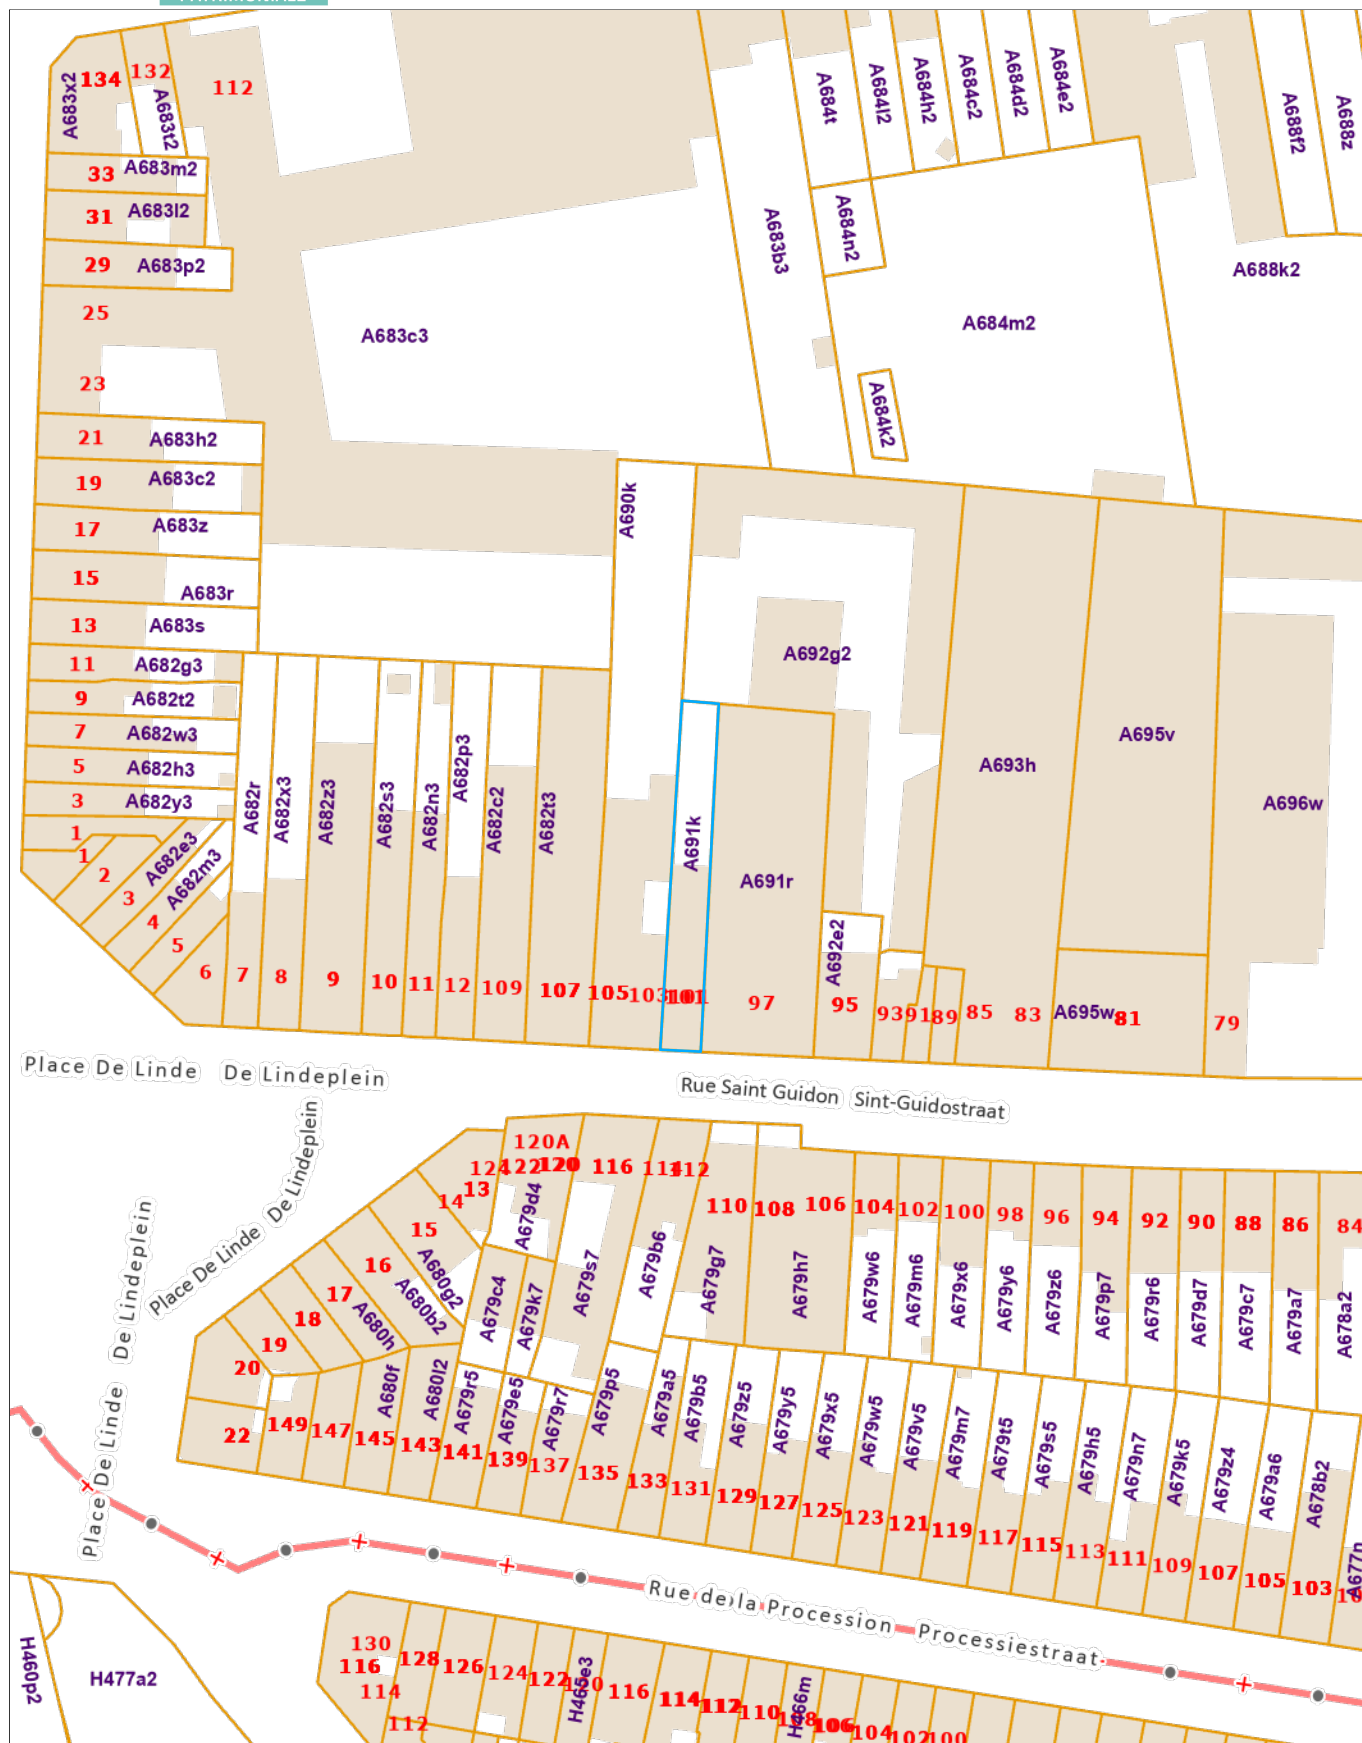 134
132
112
A683x2
A683t2
A684t
A684l2
A684h2
A684c2
A684d2
A684e2
A688f2
A688z
33
A683m2
31
A683l2
29
A683p2
25
23
A683c3
A683b3
A684n2
A684m2
A688k2
A684k2
21
A683h2
19
A683c2
17
A683z
15
A683r
13
A683s
11
A682g3
9
A682t2
7
A682w3
5
A682h3
3
A682y3
1
1
2
3
4
5
6
A682e3
A682m3
A682r
A682x3
A682z3
A682s3
A682n3
A682p3
A682c2
A682t3
A690k
A691k
A691r
A692g2
A692e2
A693h
A695v
A695w
A696w
7
8
9
10
11
12
109
107
105
103
101
97
95
93
91
89
85
83
81
79
Place De Linde De Lindeplein
Rue Saint Guidon Sint-Guidostraat
Place De Linde De Lindeplein
Place De Linde De Lindeplein
120A
124
122
120
116
114
112
110
108
106
104
102
100
98
96
94
92
90
88
86
84
13
14
15
16
17
18
19
20
22
A679d4
A679c4
A679k7
A679s7
A679b6
A679g7
A679h7
A679w6
A679m6
A679x6
A679y6
A679z6
A679p7
A679r6
A679d7
A679c7
A679a7
A678a2
A680g2
A680b2
A680h
A680f
A680l2
A679r5
A679e5
A679r7
A679p5
A679a5
A679b5
A679z5
A679y5
A679x5
A679w5
A679v5
A679m7
A679t5
A679s5
A679h5
A679n7
A679k5
A679z4
A679a6
A678b2
149
147
145
143
141
139
137
135
133
131
129
127
125
123
121
119
117
115
113
111
109
107
105
103
Rue de la Procession Processiestraat
H460p2
H477a2
130
116
114
112
128
126
124
122
H465e3
116
114
112
110
H466m
106
104
102
100